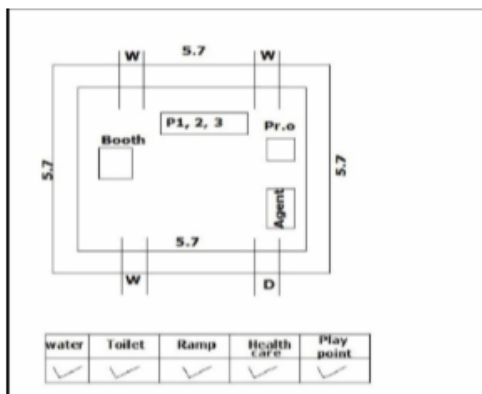 5.7
W W
P1, 2, 3
Pr.o
Booth
5.7
5.7
Agent
5.7
W D
water Toilet Ramp Health care Play point